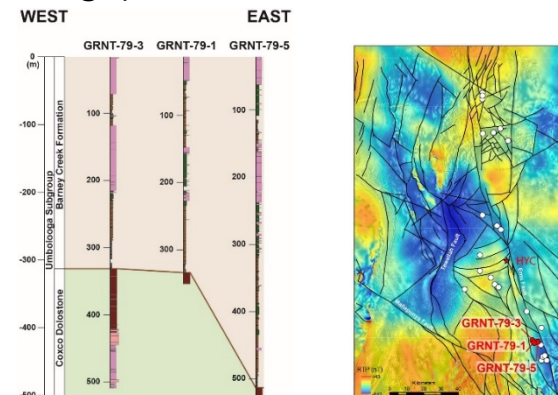 WEST
EAST
GRNT-79-3 GRNT-79-1 GRNT-79-5
0
(m)
-100
-200
-300
-400
-500
Umbolooga Subgroup
Barney Creek Formation
Coxco Dolostone
100
200
300
400
500
100
200
300
100
200
300
400
500
HYC
GRNT-79-3
GRNT-79-1
GRNT-79-5
Kilometers